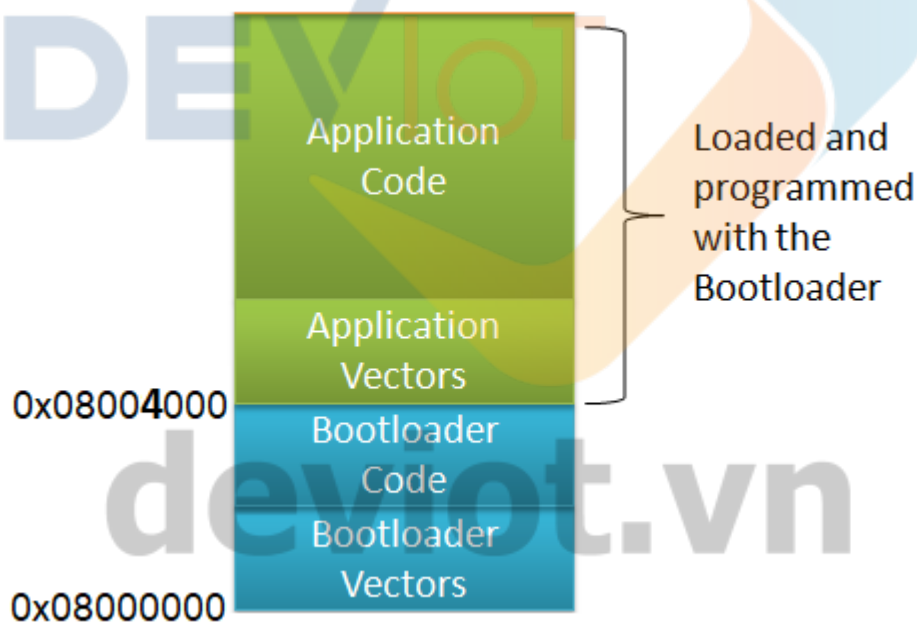 DEVIOT
Application
Code
Loaded and
programmed
with the
Bootloader
Application
Vectors
0x08004000
Bootloader
Code
deviot.vn
Bootloader
Vectors
0x08000000